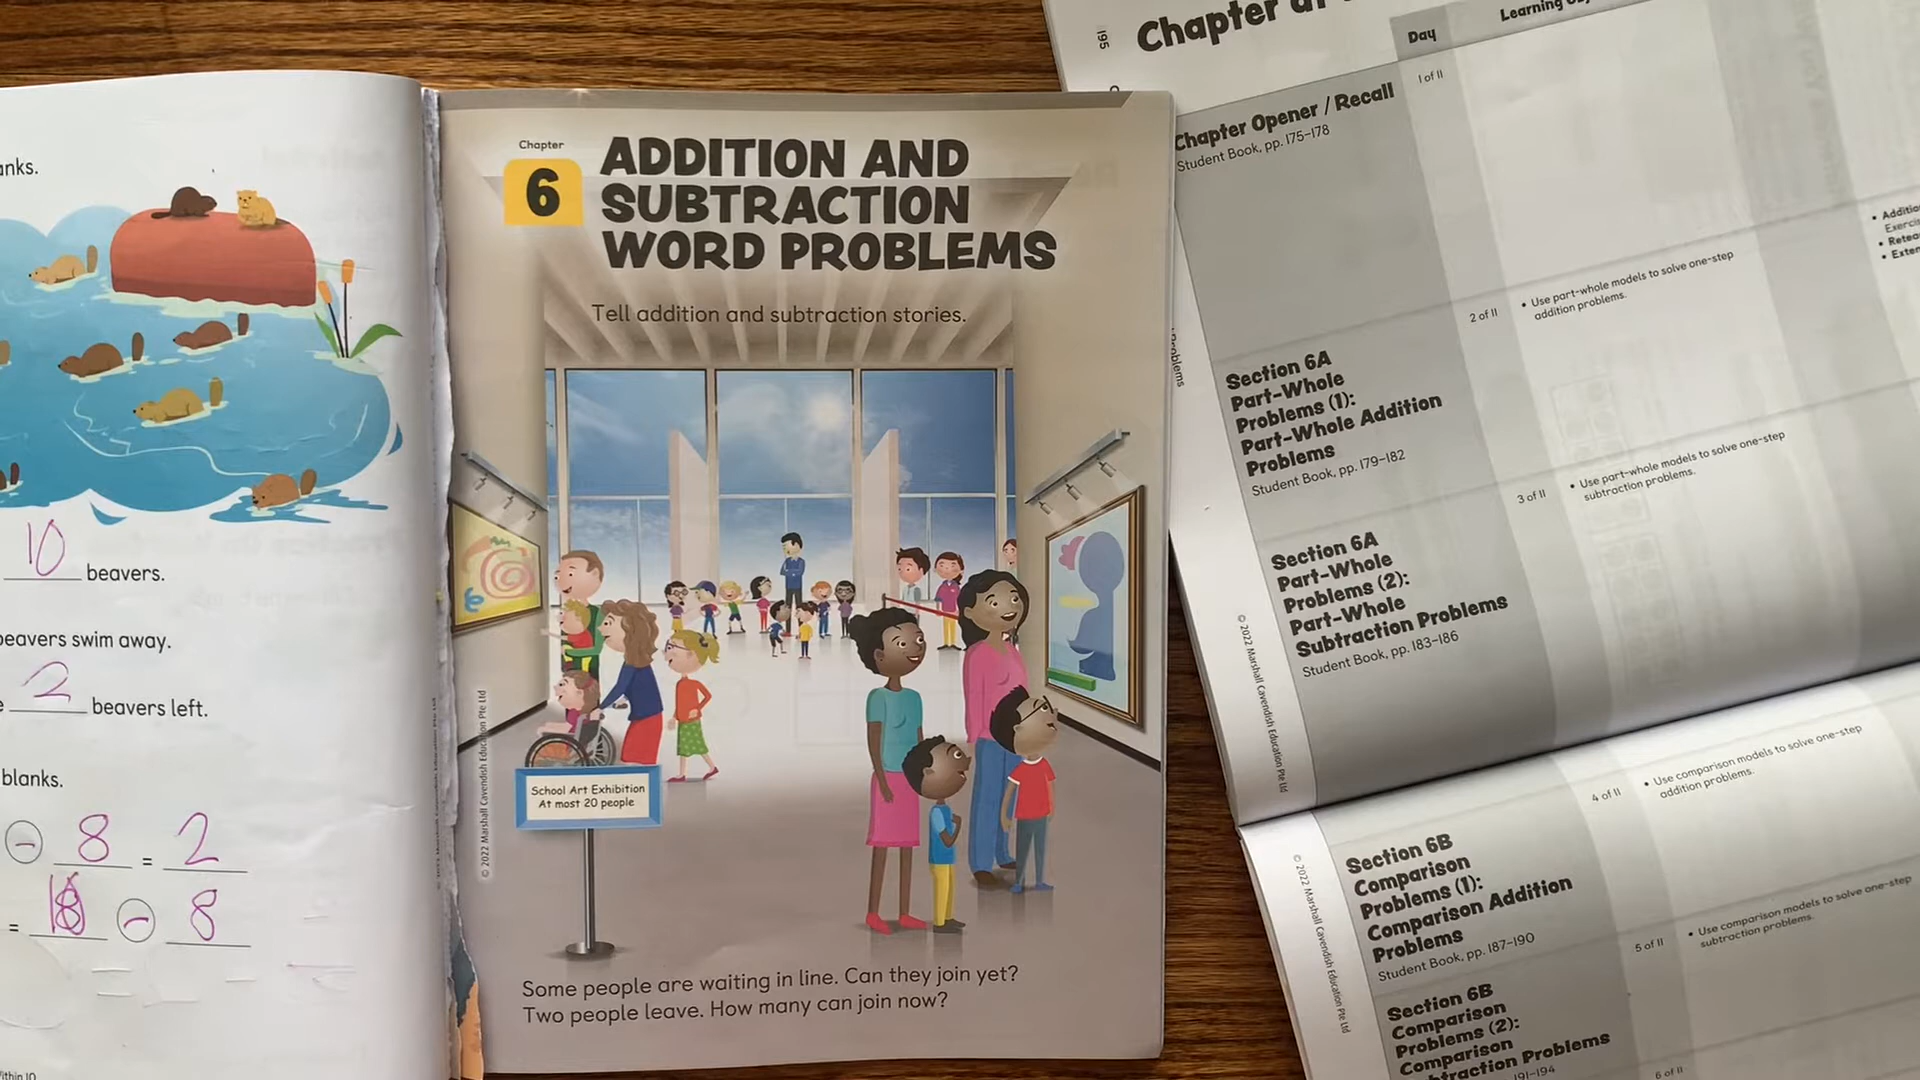 anks.
10 beavers.
beavers swim away.
2 beavers left.
blanks.
- 8 = 2
= - 8
Chapter
6
ADDITION AND
SUBTRACTION
WORD PROBLEMS
Tell addition and subtraction stories.
School Art Exhibition
At most 20 people
© 2022 Marshall Cavendish Education Pte Ltd
Some people are waiting in line. Can they join yet?
Two people leave. How many can join now?
195
Chapter
Day
Learning
Chapter Opener / Recall
Student Book, pp. 175–178
1 of 11
Section 6A
Part-Whole
Problems (1):
Part-Whole Addition
Problems
Student Book, pp. 179–182
2 of 11
• Use part-whole models to solve one-step
addition problems.
Section 6A
Part-Whole
Problems (2):
Part-Whole
Subtraction Problems
Student Book, pp. 183–186
3 of 11
• Use part-whole models to solve one-step
subtraction problems.
© 2022 Marshall Cavendish Education Pte Ltd
Section 6B
Comparison
Problems (1):
Comparison Addition
Problems
Student Book, pp. 187–190
4 of 11
• Use comparison models to solve one-step
addition problems.
Section 6B
Comparison
Problems (2):
Comparison
btraction Problems
191–194
5 of 11
• Use comparison models to solve one-step
subtraction problems.
6 of 11
© 2022 Marshall Cavendish Education Pte Ltd